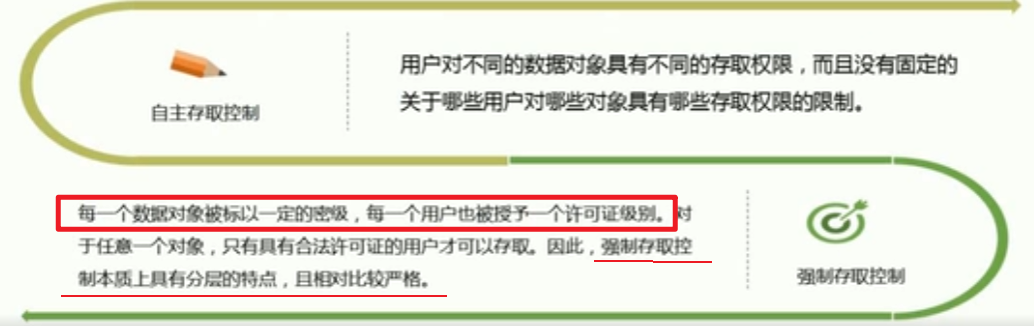 用户对不同的数据对象具有不同的存取权限，而且没有固定的
关于哪些用户对哪些对象具有哪些存取权限的限制。
自主存取控制
每一个数据对象被标以一定的密级，每一个用户也被授予一个许可证级别。对
于任意一个对象，只有具有合法许可证的用户才可以存取。因此，强制存取控
制本质上具有分层的特点，且相对比较严格。
强制存取控制